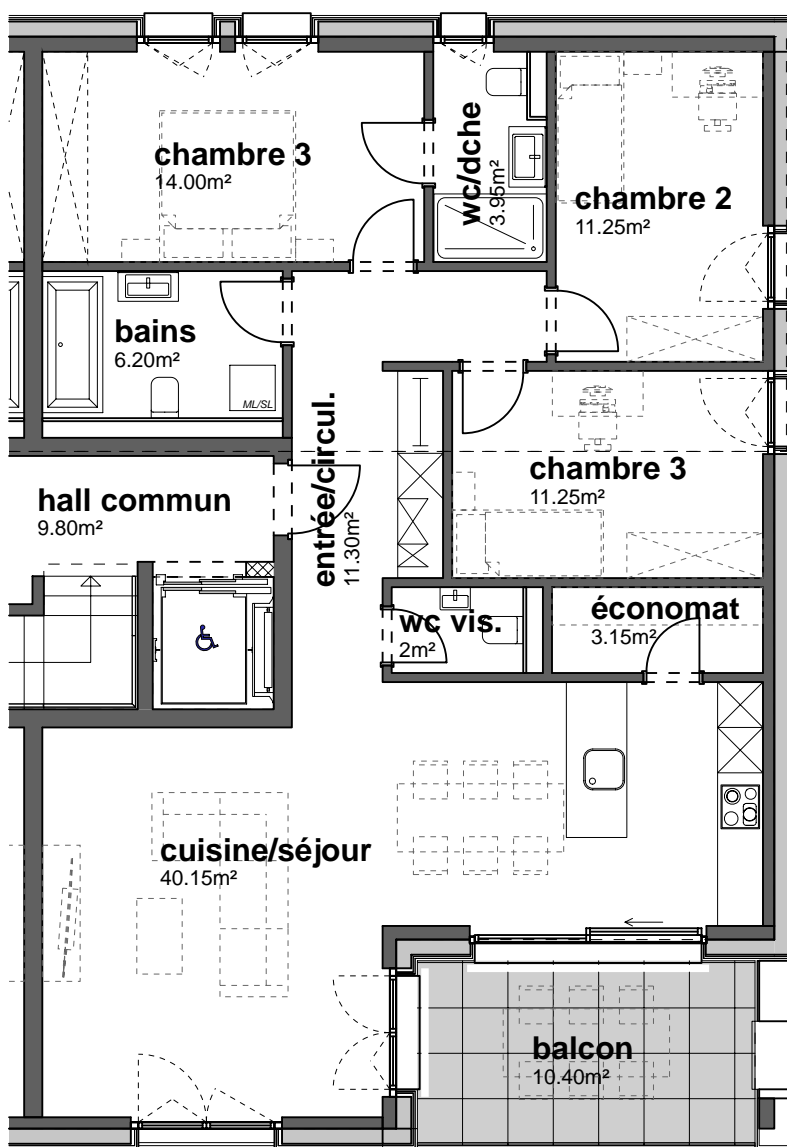 chambre 3
14.00m²
wc/dche
3.95m²
chambre 2
11.25m²
bains
6.20m²
ML/SL
entrée/circul.
11.30m²
chambre 3
11.25m²
hall commun
9.80m²
wc vis.
2m²
économat
3.15m²
cuisine/séjour
40.15m²
balcon
10.40m²